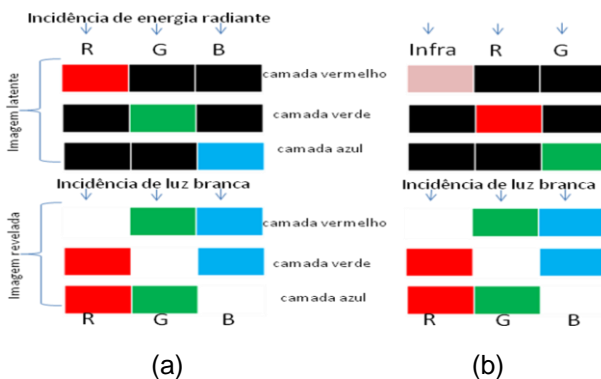 Incidência de energia radiante
R G B
Infra R G
Imagem latente
camada vermelho
camada verde
camada azul
Incidência de luz branca
Incidência de luz branca
Imagem revelada
camada vermelho
camada verde
camada azul
R G B
R G B
(a) (b)